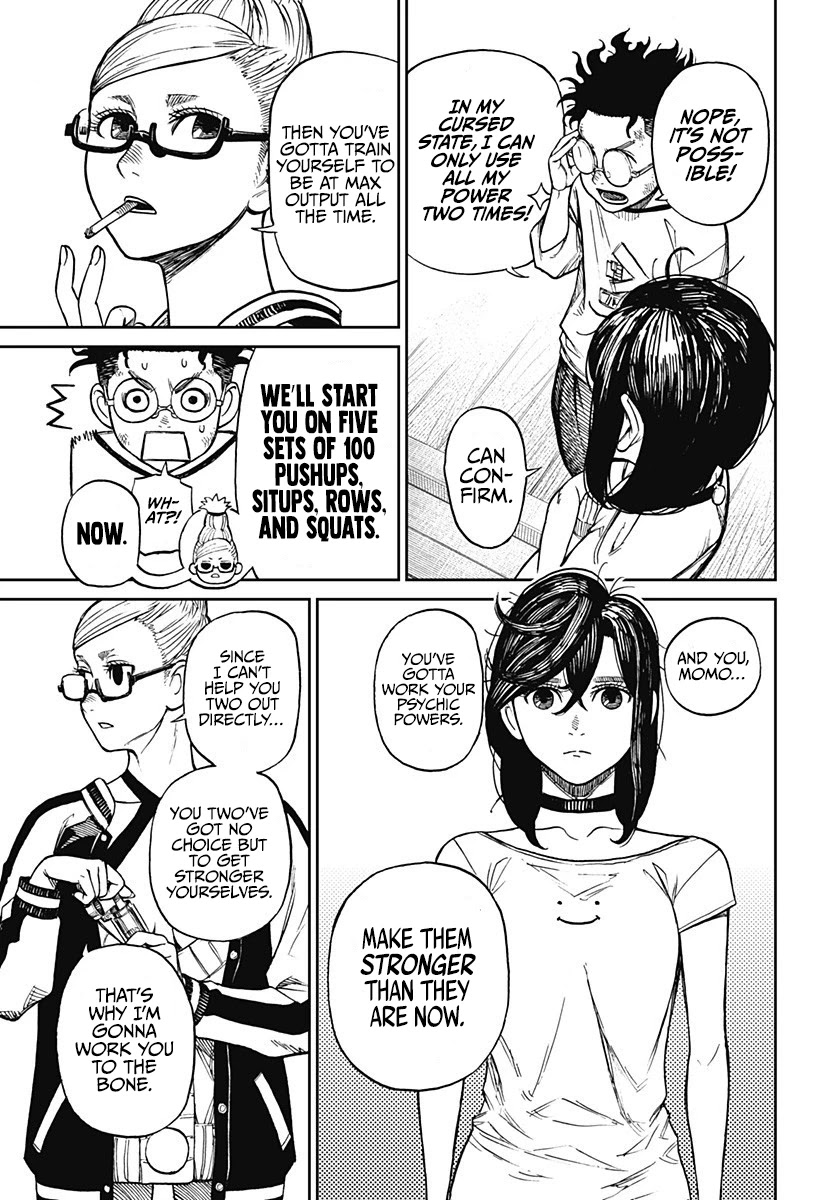 NOPE,
IT'S NOT
POSS-
IBLE!
IN MY
CURSED
STATE, I CAN
ONLY USE
ALL MY
POWER
TWO TIMES!
CAN
CON-
FIRM.
THEN YOU'VE
GOTTA TRAIN
YOURSELF TO
BE AT MAX
OUTPUT ALL
THE TIME.
WE'LL START
YOU ON FIVE
SETS OF 100
PUSHUPS,
SITUPS, ROWS,
AND SQUATS.
WH-
AT?!
NOW.
AND YOU,
MOMO...
YOU'VE
GOTTA
WORK YOUR
PSYCHIC
POWERS.
MAKE THEM
STRONGER
THAN THEY
ARE NOW.
SINCE
I CAN'T
HELP YOU
TWO OUT
DIRECTLY...
YOU TWO'VE
GOT NO
CHOICE BUT
TO GET
STRONGER
YOURSELVES.
THAT'S
WHY I'M
GONNA
WORK YOU
TO THE
BONE.